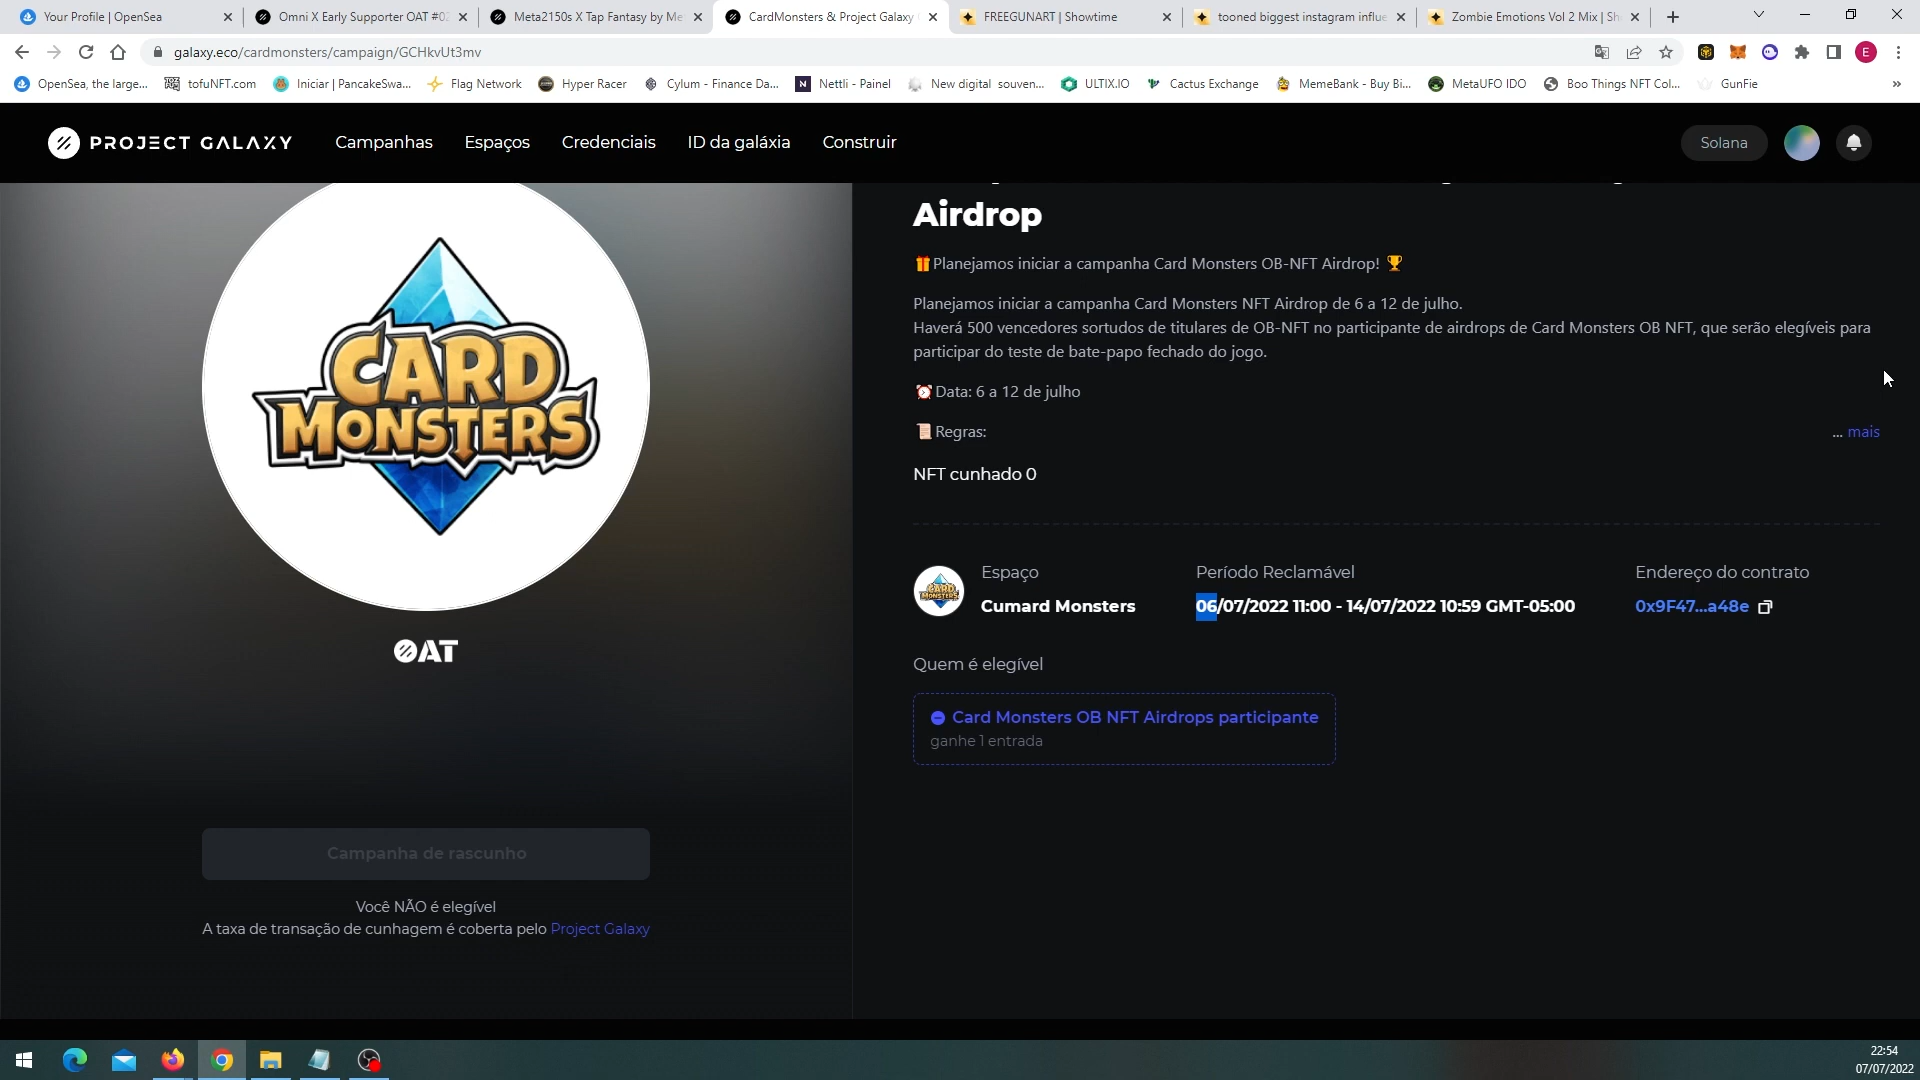 Your Profile | OpenSea
Omni X Early Supporter OAT #02
Meta2150s X Tap Fantasy by Me
CardMonsters & Project Galaxy
FREEGUNART | Showtime
tooned biggest instagram influe
Zombie Emotions Vol 2 Mix | Sh
galaxy.eco/cardmonsters/campaign/GCHkvUt3mv
E
OpenSea, the large...
tofuNFT.com
Iniciar | PancakeSwa...
Flag Network
Hyper Racer
Cylum - Finance Da...
Nettli - Painel
New digital souven...
ULTIX.IO
Cactus Exchange
MemeBank - Buy Bi...
MetaUFO IDO
Boo Things NFT Col...
GunFie
PROJECT GALAXY
Campanhas
Espaços
Credenciais
ID da galáxia
Construir
Solana
CARD
MONSTERS
OAT
Campanha de rascunho
Você NÃO é elegível
A taxa de transação de cunhagem é coberta pelo Project Galaxy
Airdrop
🎁Planejamos iniciar a campanha Card Monsters OB-NFT Airdrop! 🏆
Planejamos iniciar a campanha Card Monsters NFT Airdrop de 6 a 12 de julho.
Haverá 500 vencedores sortudos de titulares de OB-NFT no participante de airdrops de Card Monsters OB NFT, que serão elegíveis para
participar do teste de bate-papo fechado do jogo.
⏰Data: 6 a 12 de julho
📜Regras:
... mais
NFT cunhado 0
Espaço
Cumard Monsters
Período Reclamável
06/07/2022 11:00 - 14/07/2022 10:59 GMT-05:00
Endereço do contrato
0x9F47...a48e
Quem é elegível
Card Monsters OB NFT Airdrops participante
ganhe 1 entrada
22:54
07/07/2022